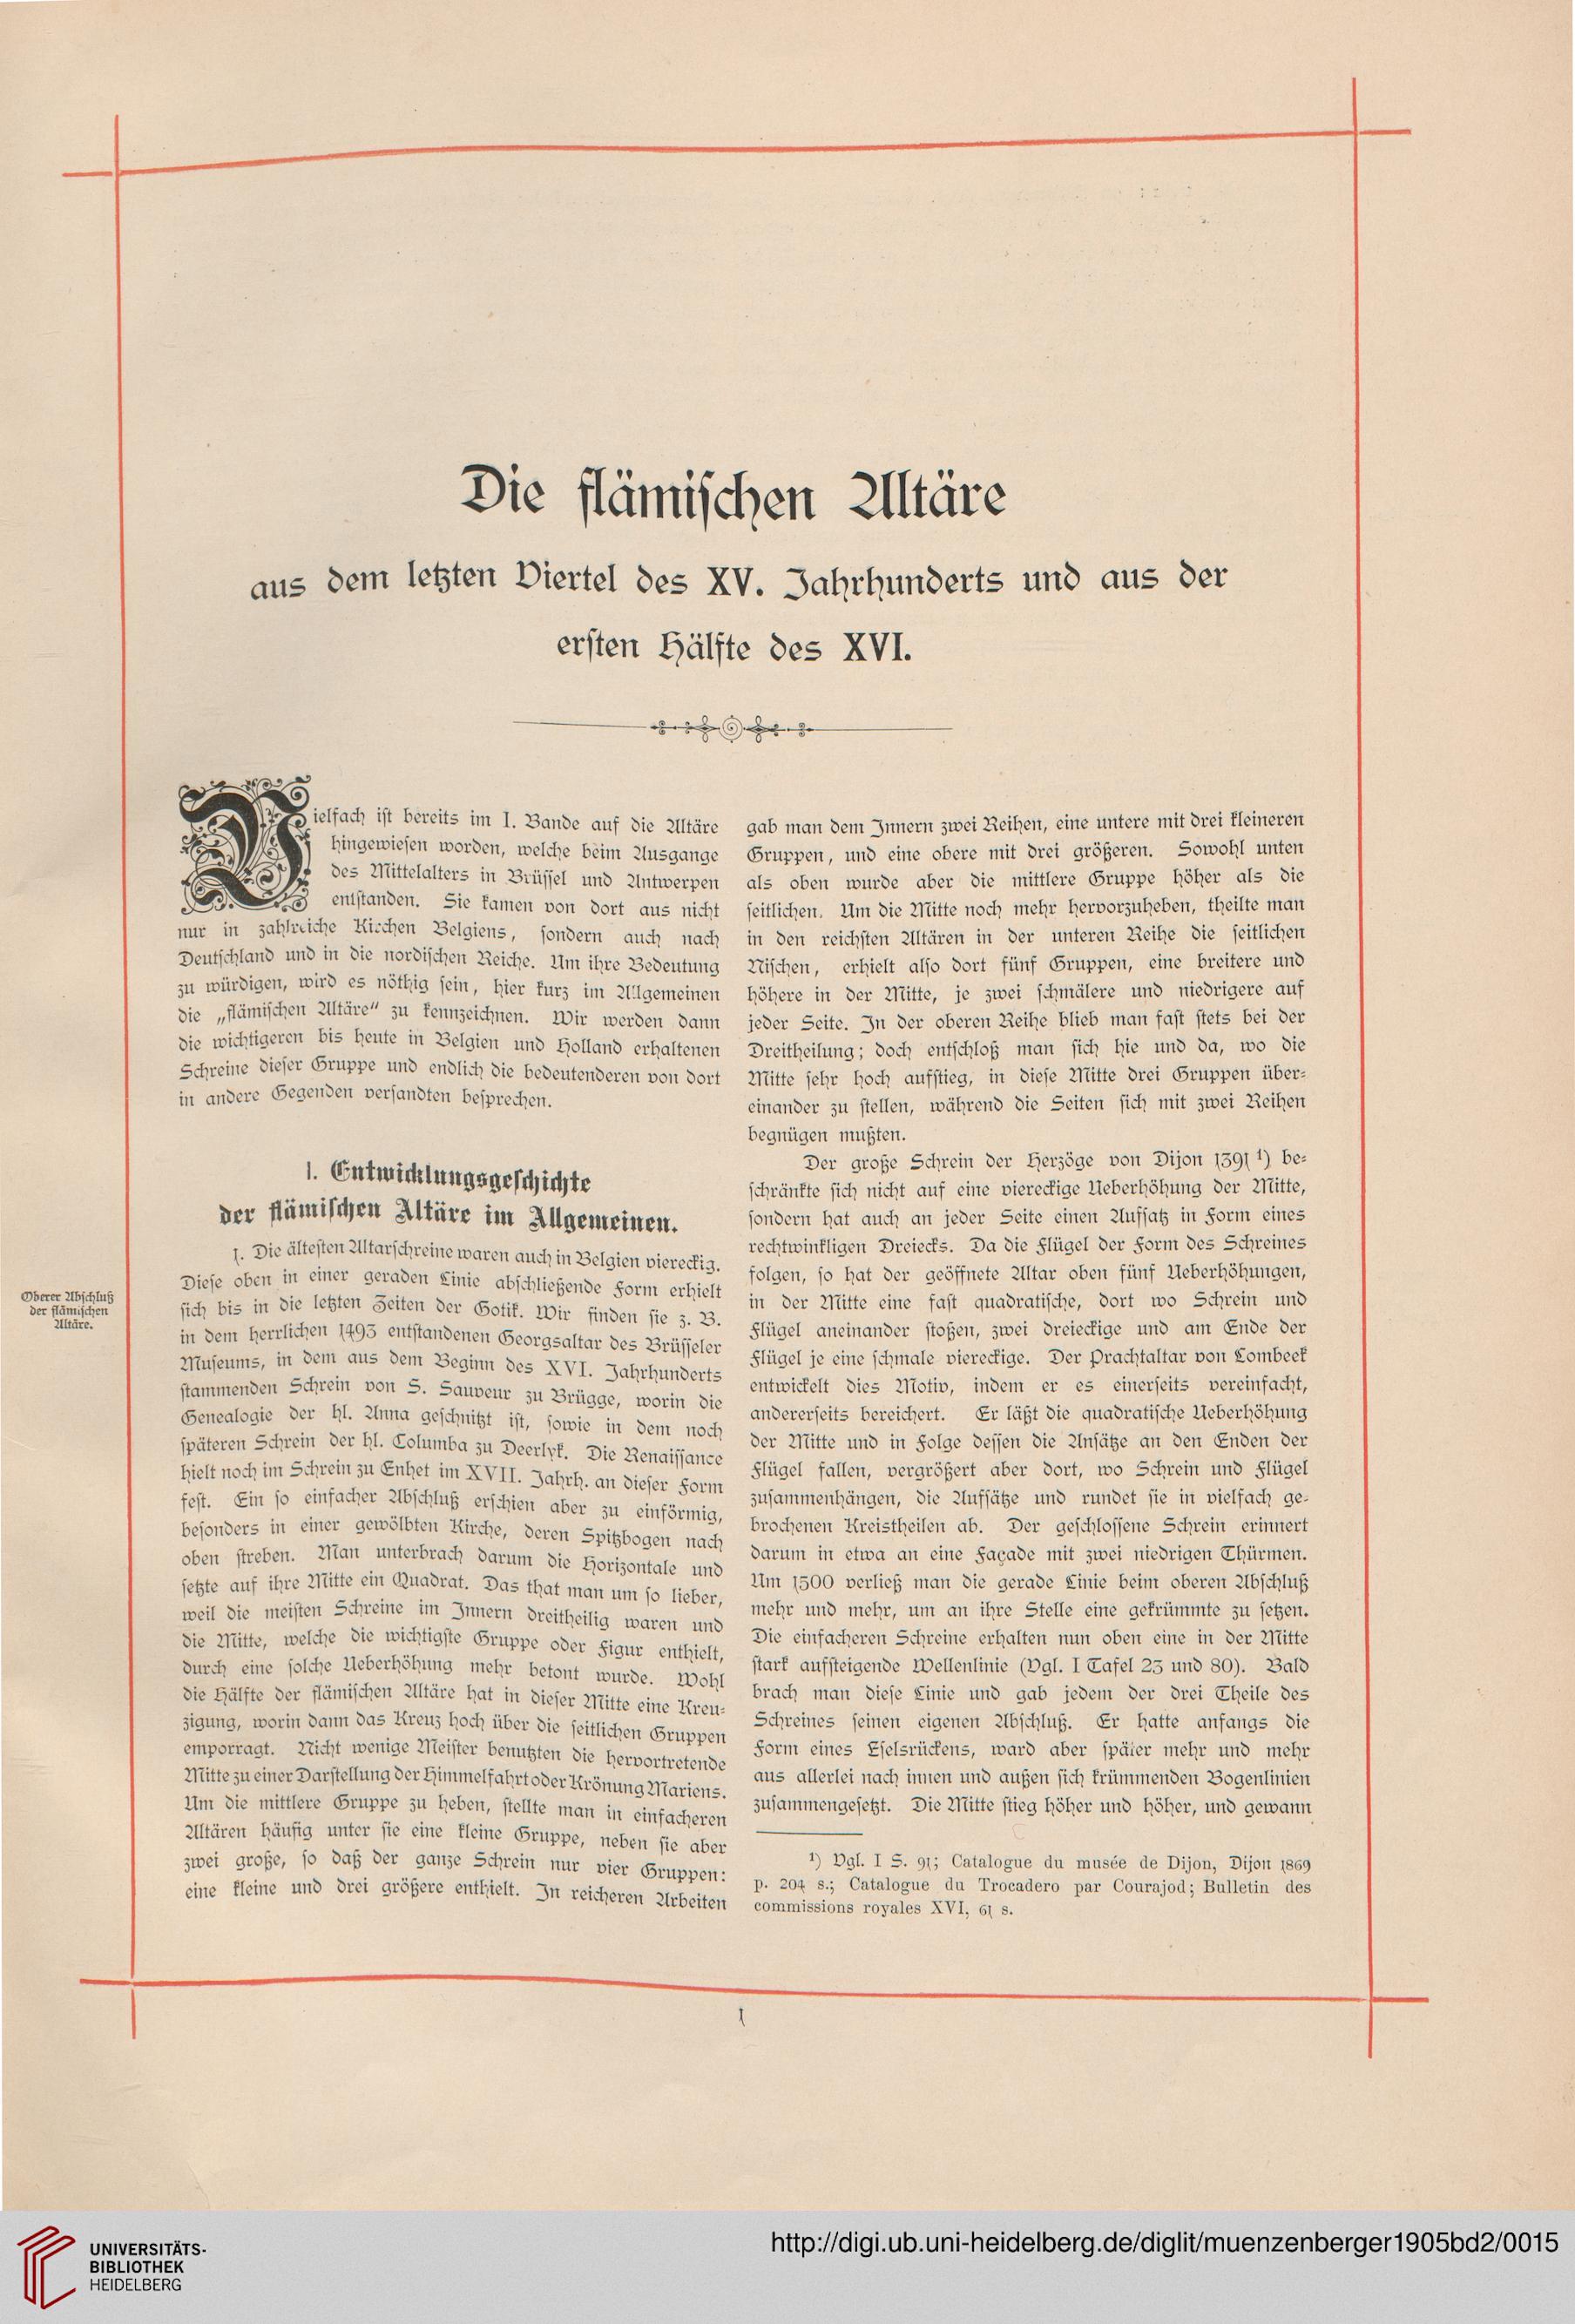 Die flämischen Altäre
aus dem letzten Viertel des XV. Jahrhunderts und aus der
ersten Hälfte des XVI.
Vielfach ist bereits im I. Bande auf die Altäre
hingewiesen worden, welche beim Ausgange
des Mittelalters in Brüssel und Antwerpen
entstanden. Sie kamen von dort aus nicht
nur in zahlreiche Kirchen Belgiens, sondern auch nach
Deutschland und in die nordischen Reiche. Um ihre Bedeutung
zu würdigen, wird es nöthig sein, hier kurz im Allgemeinen
die „flämischen Altäre“ zu kennzeichnen. Wir werden dann
die wichtigeren bis heute in Belgien und Holland erhaltenen
Schreine dieser Gruppe und endlich die bedeutenderen von dort
in andere Gegenden versandten besprechen.
1. Entwicklungsgeschichte
der flämischen Altäre im Allgemeinen.
Oberer Abschluß
der flämischen
Altäre.
1. Die ältesten Altarschreine waren auch in Belgien viereckig.
Diese oben in einer geraden Linie abschließende Form erhielt
sich bis in die letzten Zeiten der Gotik. Wir finden sie z. B.
in dem herrlichen 1493 entstandenen Georgsaltar des Brüsseler
Museums, in dem aus dem Beginn des XVI. Jahrhunderts
stammenden Schrein von S. Sauveur zu Brügge, worin die
Genealogie der hl. Anna geschnitzt ist, sowie in dem noch
späteren Schrein der hl. Columba zu Deerlyk. Die Renaissance
hielt noch im Schrein zu Enhet im XVII. Jahrh. an dieser Form
fest. Ein so einfacher Abschluß erschien aber zu einförmig,
besonders in einer gewölbten Kirche, deren Spitzbogen nach
oben streben. Man unterbrach darum die Horizontale und
setzte auf ihre Mitte ein Quadrat. Das that man um so lieber,
weil die meisten Schreine im Innern dreitheilig waren und
die Mitte, welche die wichtigste Gruppe oder Figur enthielt,
durch eine solche Ueberhöhung mehr betont wurde. Wohl
die Hälfte der flämischen Altäre hat in dieser Mitte eine Kreu-
zigung, worin dann das Kreuz hoch über die seitlichen Gruppen
emporragt. Nicht wenige Meister benutzten die hervortretende
Mitte zu einer Darstellung der Himmelfahrt oder Krönung Mariens.
Um die mittlere Gruppe zu heben, stellte man in einfacheren
Altären häufig unter sie eine kleine Gruppe, neben sie aber
zwei große, so daß der ganze Schrein nur vier Gruppen:
eine kleine und drei größere enthielt. In reicheren Arbeiten
gab man dem Innern zwei Reihen, eine untere mit drei kleineren
Gruppen, und eine obere mit drei größeren. Sowohl unten
als oben wurde aber die mittlere Gruppe höher als die
seitlichen. Um die Mitte noch mehr hervorzuheben, theilte man
in den reichsten Altären in der unteren Reihe die seitlichen
Nischen, erhielt also dort fünf Gruppen, eine breitere und
höhere in der Mitte, je zwei schmälere und niedrigere auf
jeder Seite. In der oberen Reihe blieb man fast stets bei der
Dreitheilung; doch entschloß man sich hie und da, wo die
Mitte sehr hoch aufstieg, in diese Mitte drei Gruppen über-
einander zu stellen, während die Seiten sich mit zwei Reihen
begnügen mußten.
Der große Schrein der Herzöge von Dijon 1391 ¹) be-
schränkte sich nicht auf eine viereckige Ueberhöhung der Mitte,
sondern hat auch an jeder Seite einen Aufsatz in Form eines
rechtwinkligen Dreiecks. Da die Flügel der Form des Schreines
folgen, so hat der geöffnete Altar oben fünf Ueberhöhungen,
in der Mitte eine fast quadratische, dort wo Schrein und
Flügel aneinander stoßen, zwei dreieckige und am Ende der
Flügel je eine schmale viereckige. Der Prachtaltar von Lombeek
entwickelt dies Motiv, indem er es einerseits vereinfacht,
andererseits bereichert. Er läßt die quadratische Ueberhöhung
der Mitte und in Folge dessen die Ansätze an den Enden der
Flügel fallen, vergrößert aber dort, wo Schrein und Flügel
zusammenhängen, die Aufsätze und rundet sie in vielfach ge-
brochenen Kreistheilen ab. Der geschlossene Schrein erinnert
darum in etwa an eine Façade mit zwei niedrigen Thürmen.
Um 1500 verließ man die gerade Linie beim oberen Abschluß
mehr und mehr, um an ihre Stelle eine gekrümmte zu setzen.
Die einfacheren Schreine erhalten nun oben eine in der Mitte
stark aufsteigende Wellenlinie (Vgl. I Tafel 23 und 80). Bald
brach man diese Linie und gab jedem der drei Theile des
Schreines seinen eigenen Abschluß. Er hatte anfangs die
Form eines Eselsrückens, ward aber später mehr und mehr
aus allerlei nach innen und außen sich krümmenden Bogenlinien
zusammengesetzt. Die Mitte stieg höher und höher, und gewann
¹) Vgl. I S. 91; Catalogue du musée de Dijon, Dijon 1869
p. 204 s.; Catalogue du Trocadero par Courajod; Bulletin des
commissions royales XVI, 61 s.
1
UNIVERSITÄTS-
BIBLIOTHEK
HEIDELBERG
http://digi.ub.uni-heidelberg.de/diglit/muenzenberger1905bd2/0015